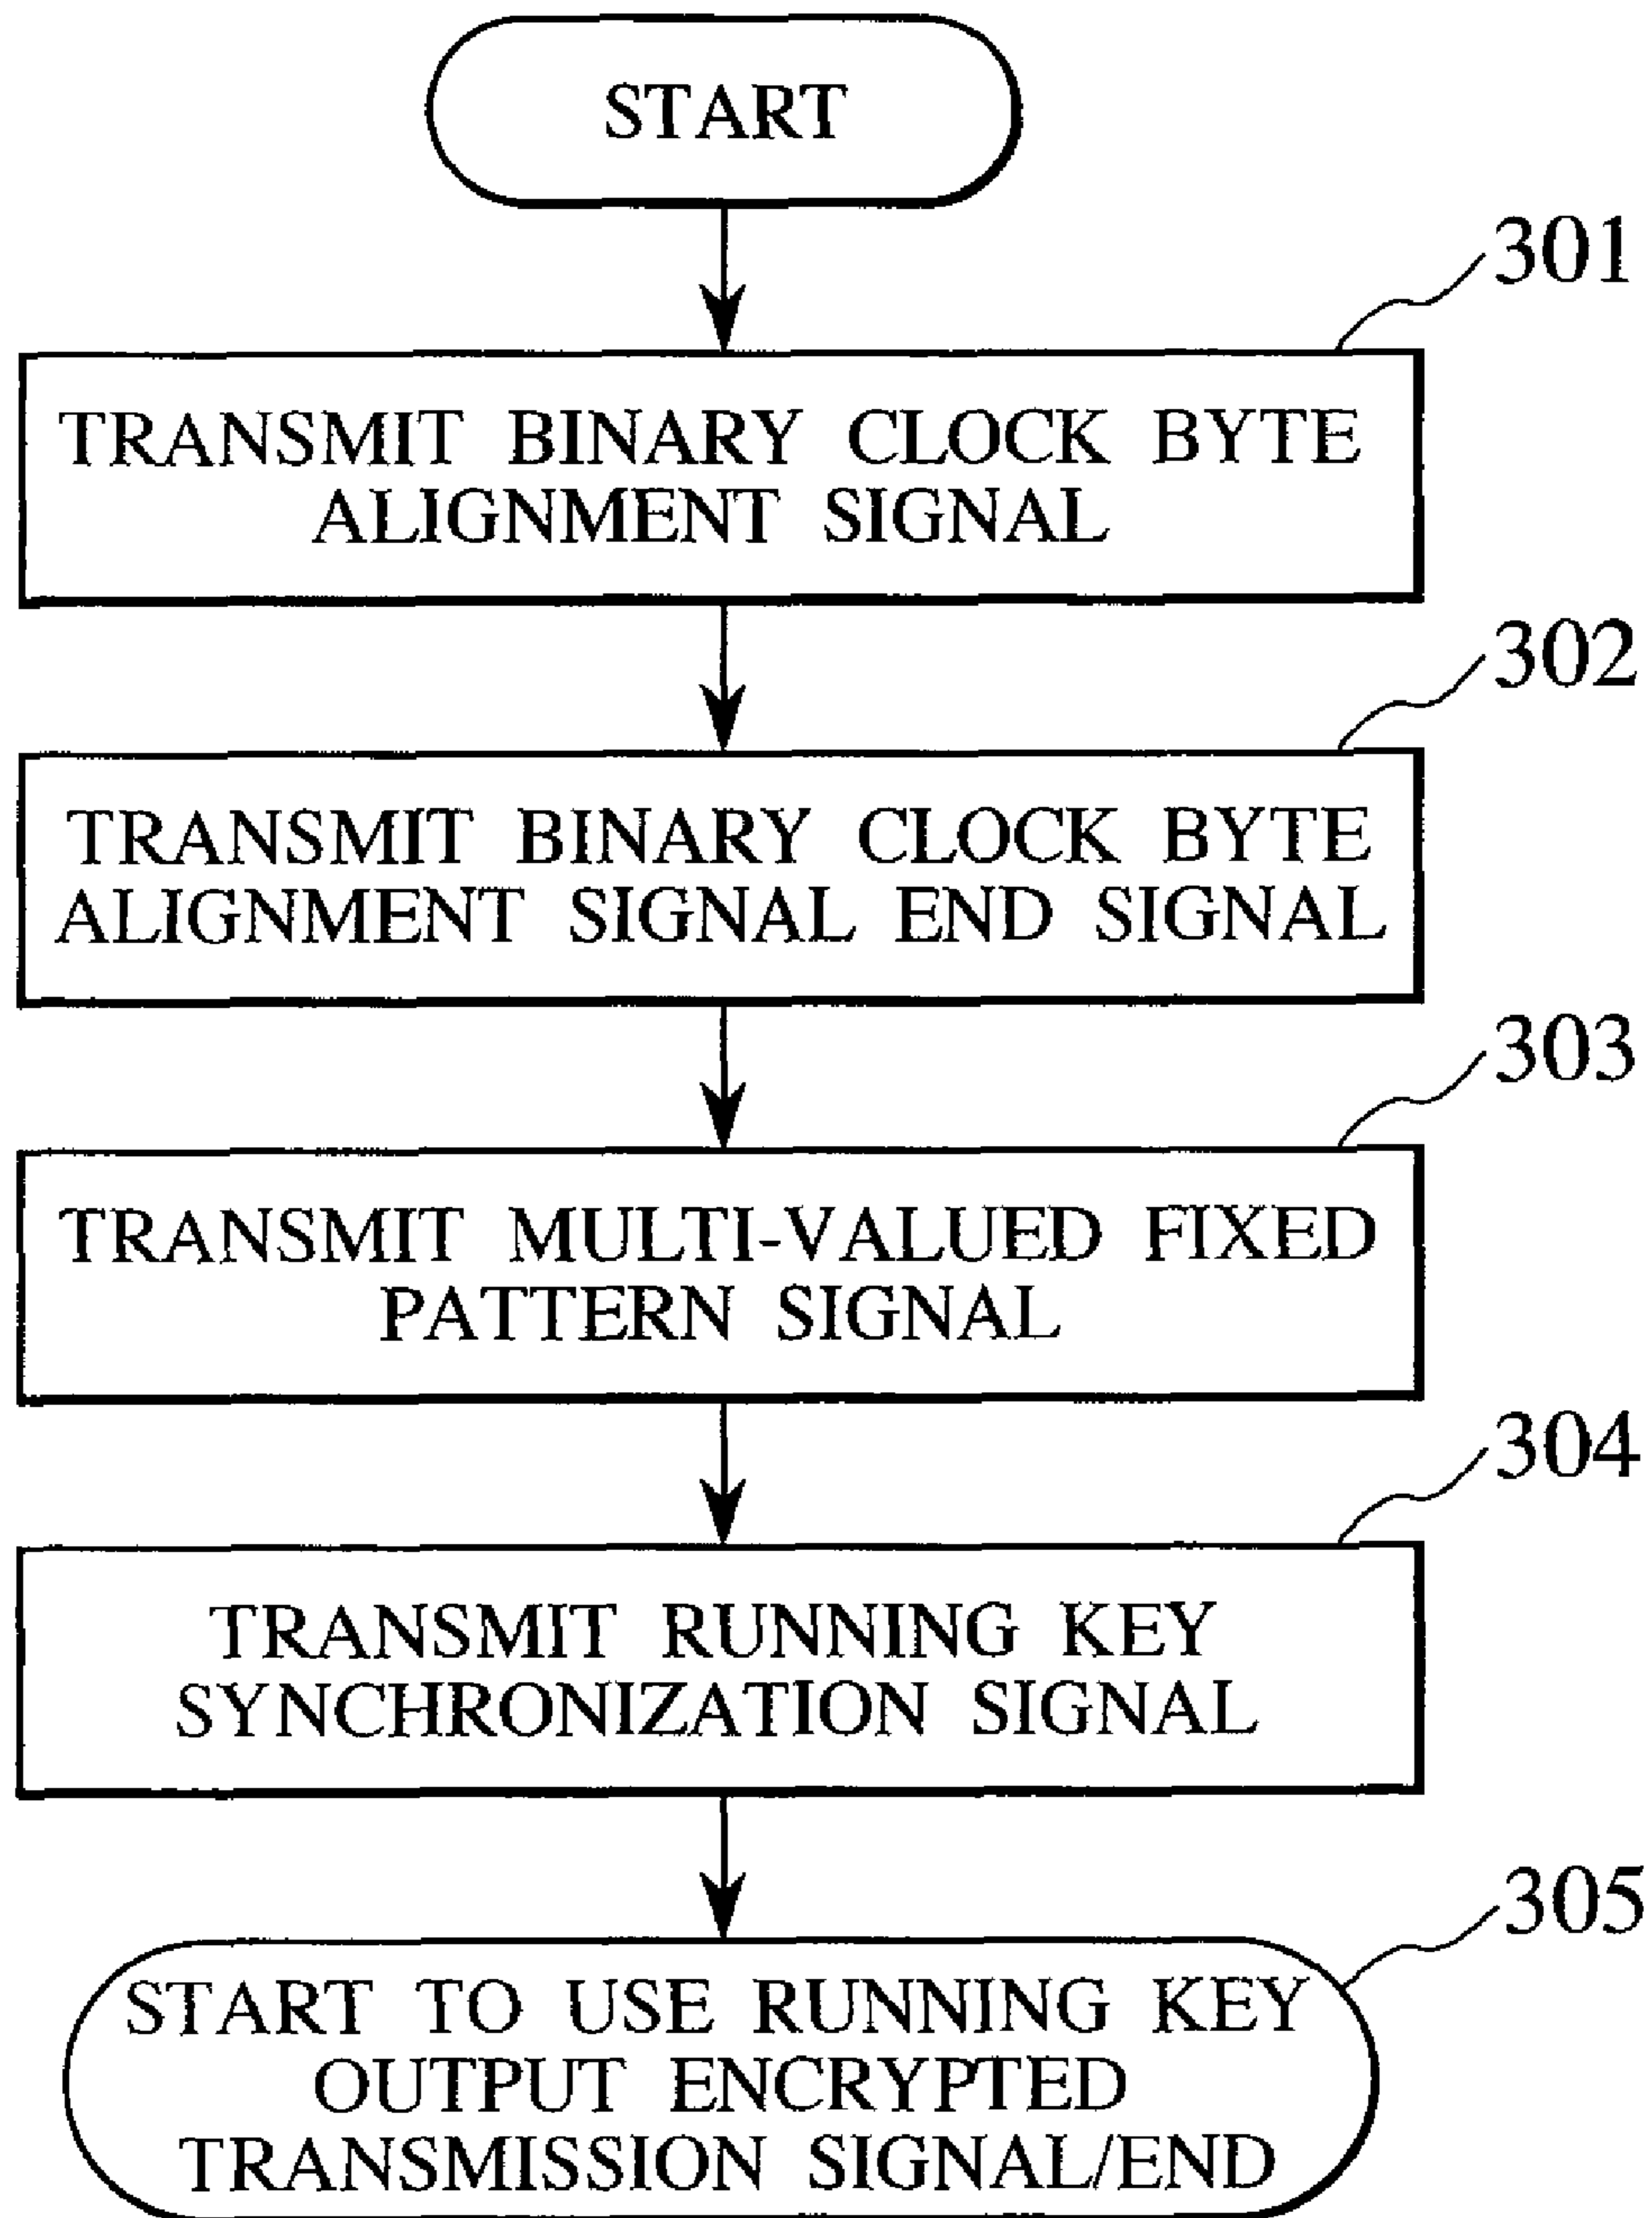 START
301
TRANSMIT BINARY CLOCK BYTE
ALIGNMENT SIGNAL
302
TRANSMIT BINARY CLOCK BYTE
ALIGNMENT SIGNAL END SIGNAL
303
TRANSMIT MULTI-VALUED FIXED
PATTERN SIGNAL
304
TRANSMIT RUNNING KEY
SYNCHRONIZATION SIGNAL
305
START TO USE RUNNING KEY
OUTPUT ENCRYPTED
TRANSMISSION SIGNAL/END